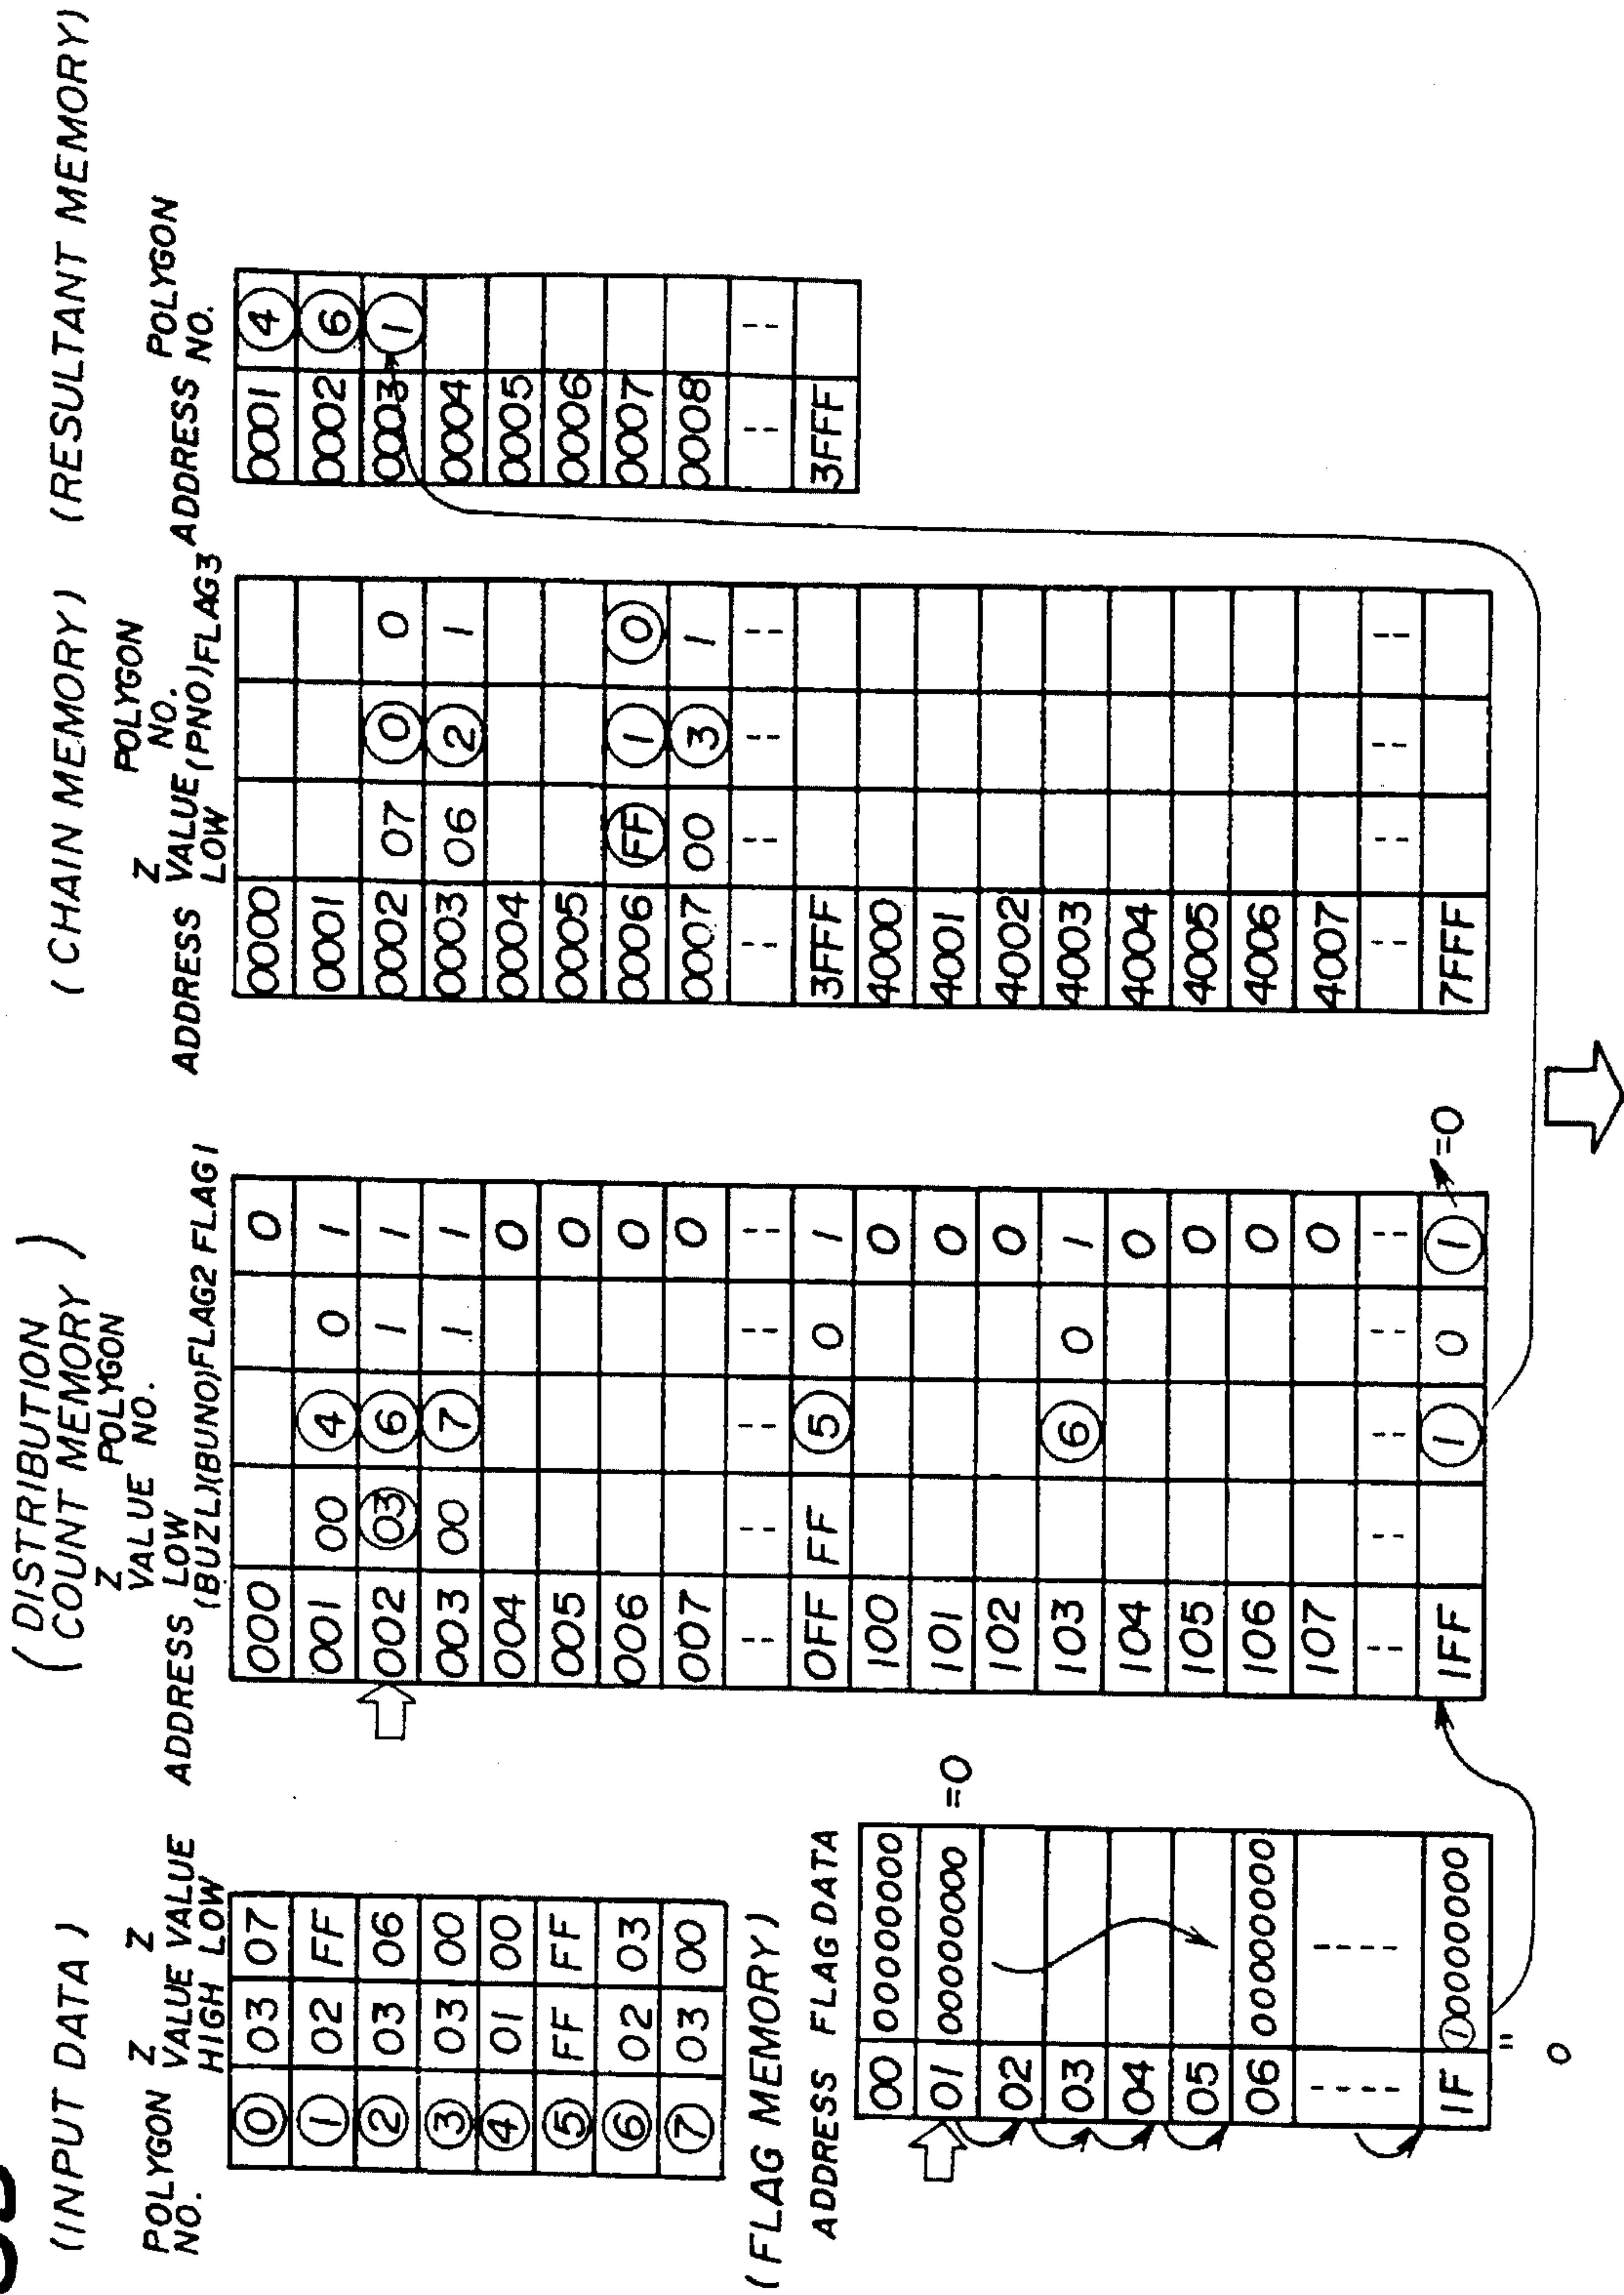 (INPUT DATA)
POLYGON NO. Z VALUE HIGH Z VALUE LOW
0 03 07
1 02 FF
2 03 06
3 03 00
4 01 00
5 FF FF
6 02 03
7 03 00
(FLAG MEMORY)
ADDRESS FLAG DATA
00 00000000
01 00000000 =0
02
03
04
05
06 00000000
---- ----
1F 10000000
= 0
(DISTRIBUTION COUNT MEMORY)
ADDRESS Z VALUE LOW (BUZL) POLYGON NO. (BUNO) FLAG2 FLAG1
000 0
001 00 4 0 1
002 03 6 1 1
003 00 7 1 1
004 0
005 0
006 0
007 0
-- -- -- -- --
0FF FF 5 0 1
100 0
101 0
102 0
103 6 0 1
104 0
105 0
106 0
107 0
-- -- -- -- --
1FF 1 0 1 =0
(CHAIN MEMORY)
ADDRESS Z VALUE LOW POLYGON NO. (PNO) FLAG3
0000
0001
0002 07 0 0
0003 06 2 1
0004
0005
0006 FF 1 0
0007 00 3 1
-- -- -- --
3FFF
4000
4001
4002
4003
4004
4005
4006
4007
-- -- -- --
7FFF
(RESULTANT MEMORY)
ADDRESS POLYGON NO.
0001 4
0002 6
0003 1
0004
0005
0006
0007
0008
-- --
3FFF